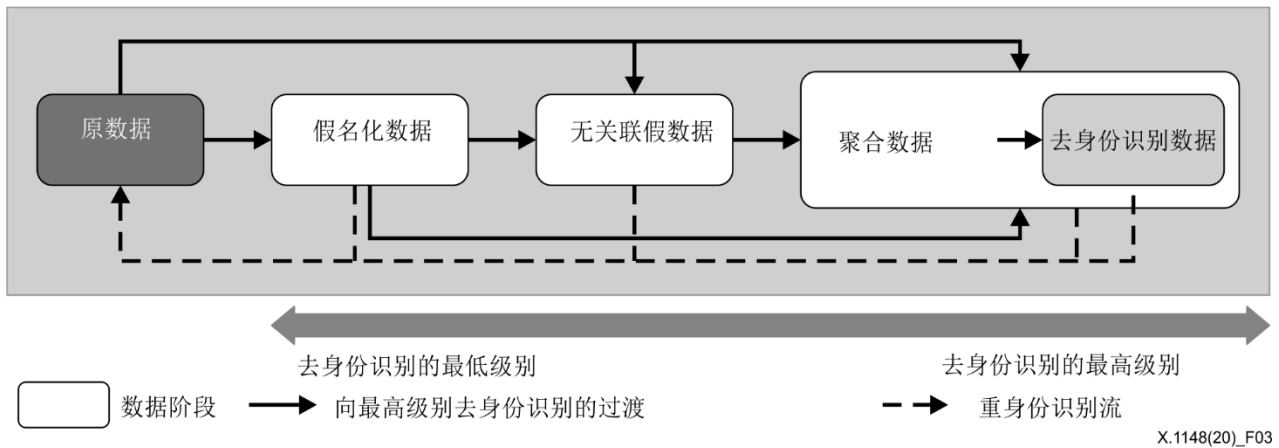 原数据
假名化数据
无关联假数据
聚合数据
去身份识别数据
去身份识别的最低级别
去身份识别的最高级别
数据阶段
向最高级别去身份识别的过渡
重身份识别流
X.1148(20)_F03